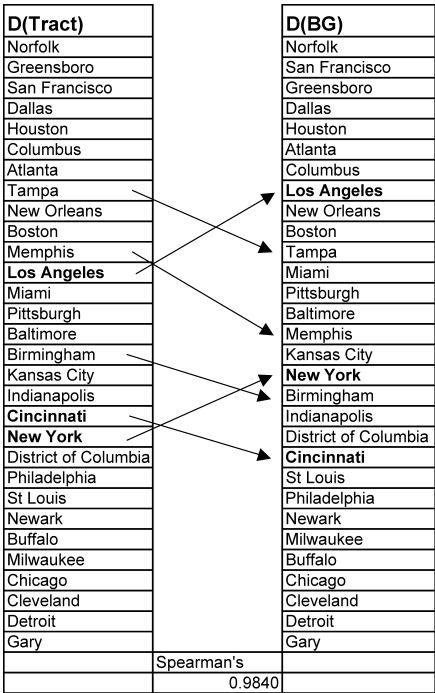 D(Tract) D(BG)
Norfolk Norfolk
Greensboro San Francisco
San Francisco Greensboro
Dallas Dallas
Houston Houston
Columbus Atlanta
Atlanta Columbus
Tampa Los Angeles
New Orleans New Orleans
Boston Boston
Memphis Tampa
Los Angeles Miami
Miami Pittsburgh
Pittsburgh Baltimore
Baltimore Memphis
Birmingham Kansas City
Kansas City New York
Indianapolis Birmingham
Cincinnati Indianapolis
New York District of Columbia
District of Columbia Cincinnati
Philadelphia St Louis
St Louis Philadelphia
Newark Newark
Buffalo Milwaukee
Milwaukee Buffalo
Chicago Chicago
Cleveland Cleveland
Detroit Detroit
Gary Gary
Spearman's
0.9840